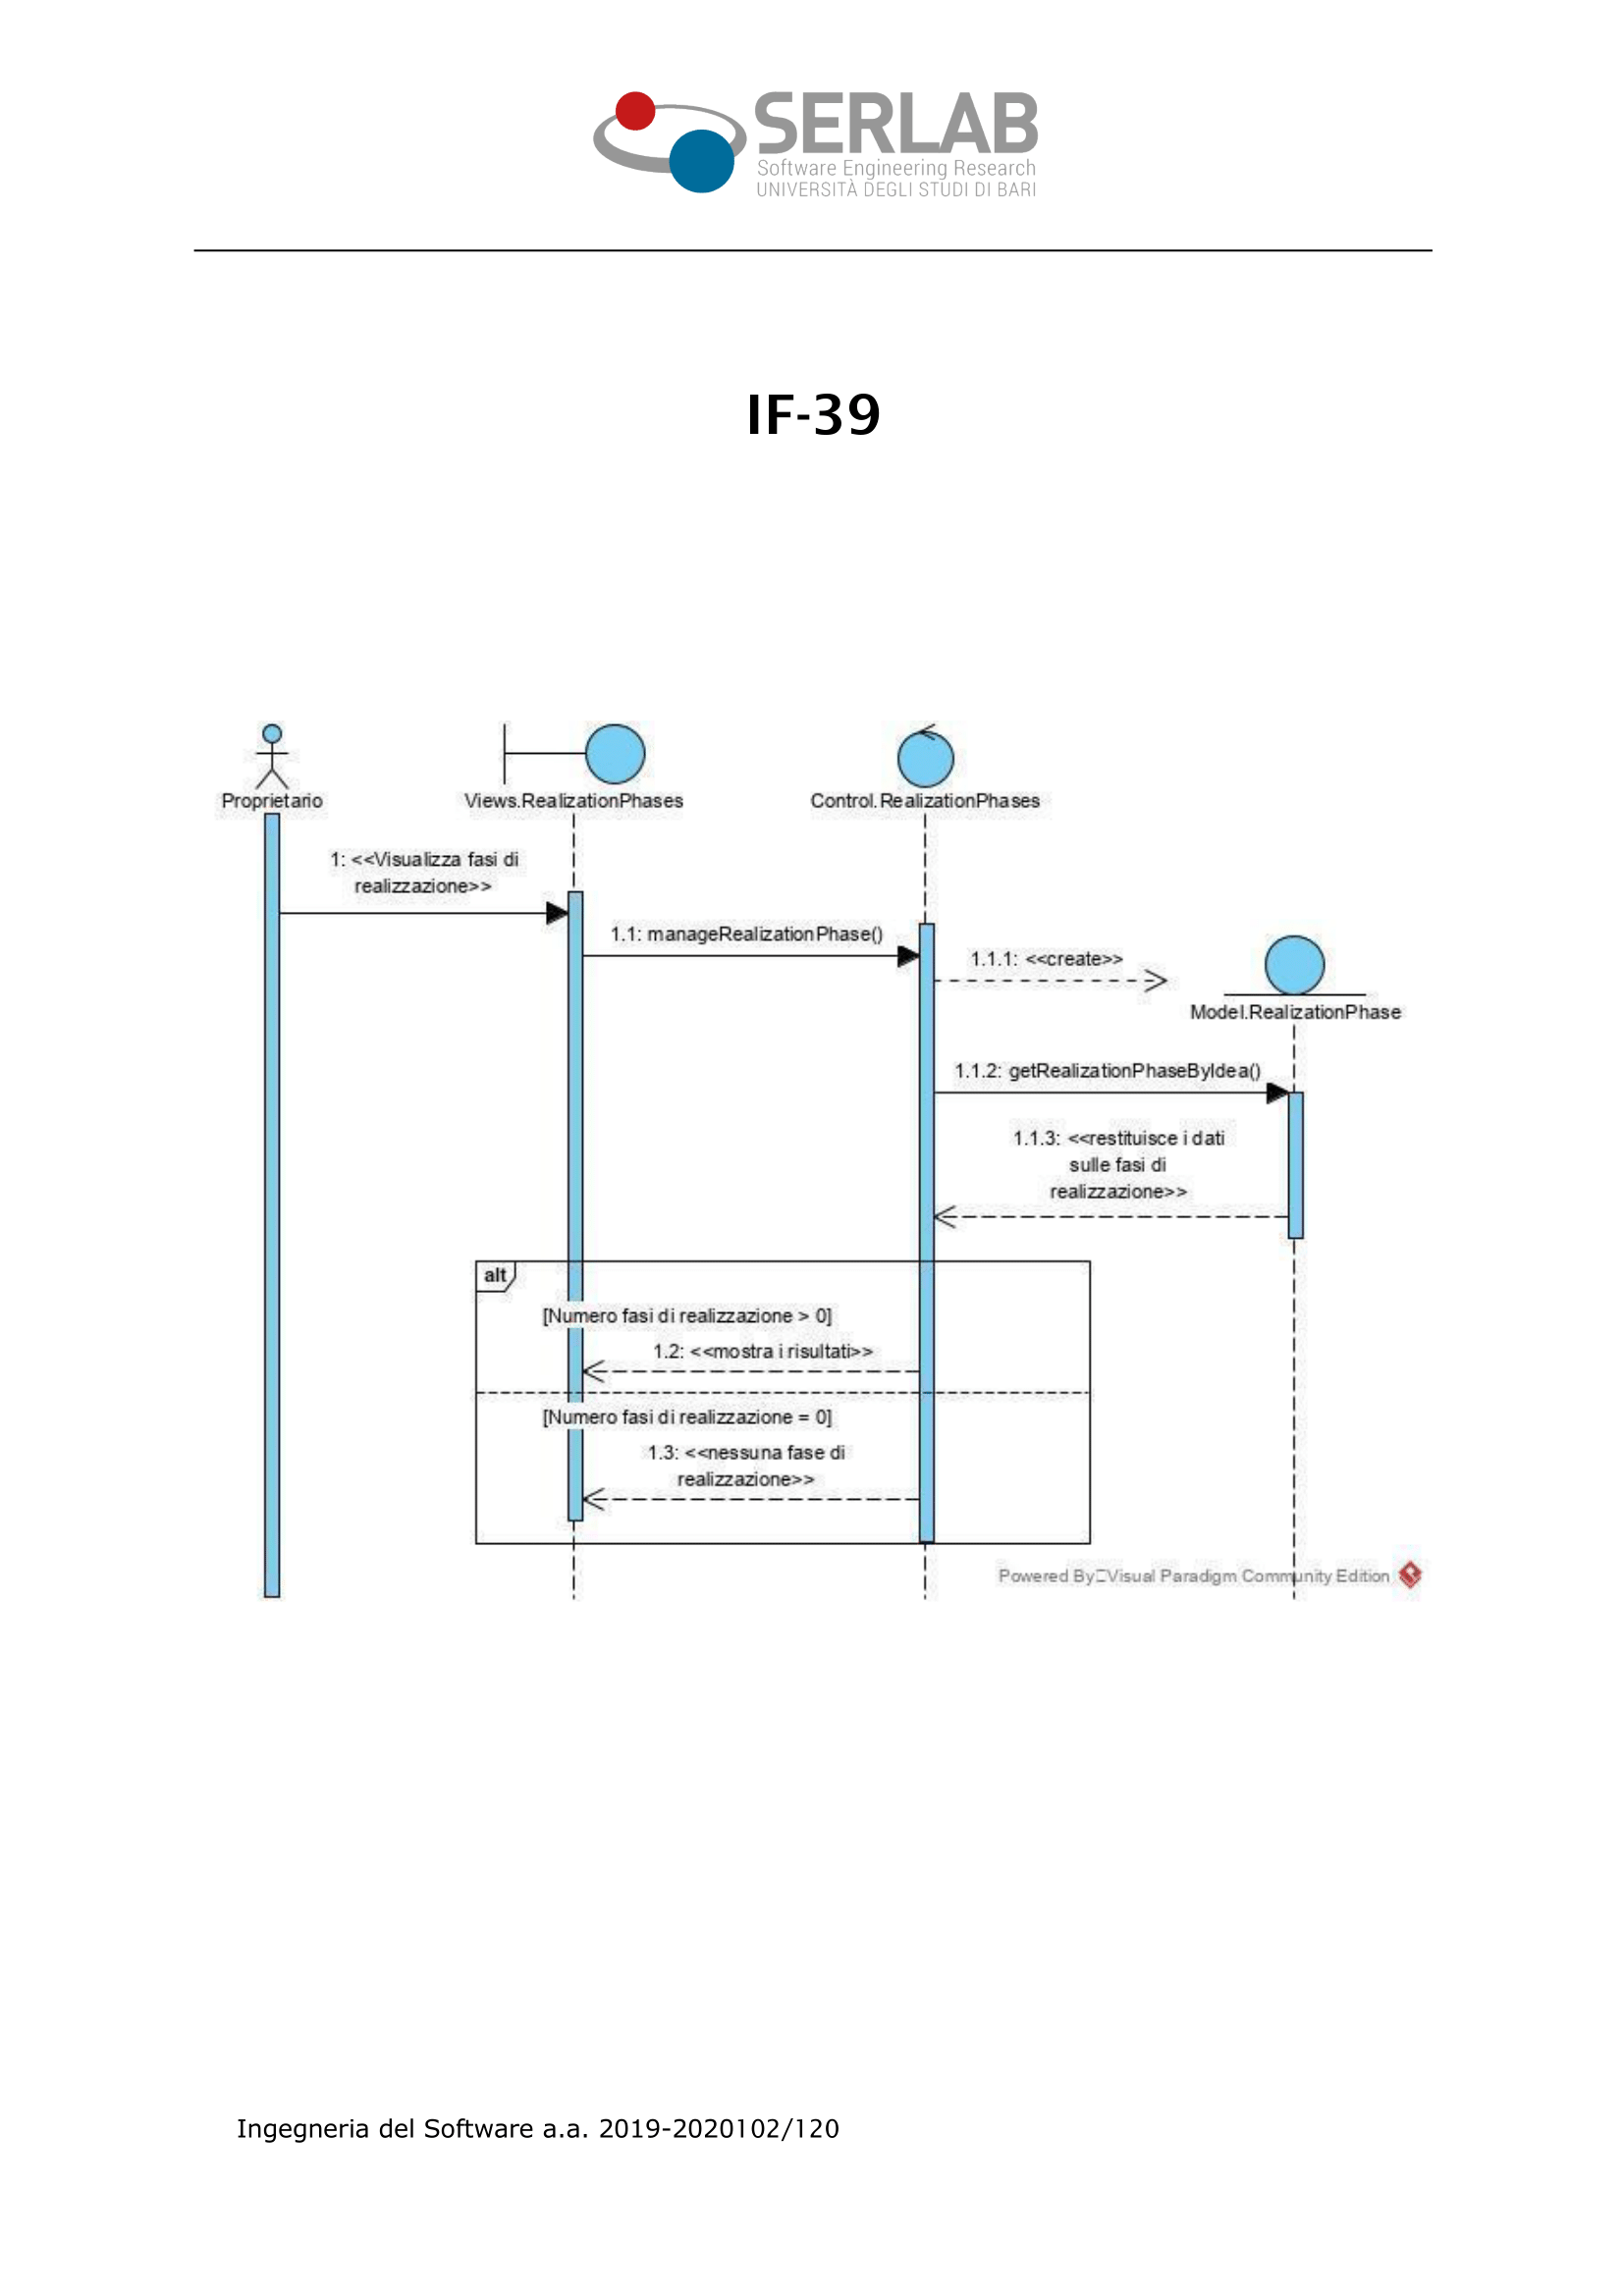 SERLAB
Software Engineering Research
UNIVERSITÀ DEGLI STUDI DI BARI
IF-39
Proprietario
Views.RealizationPhases
Control.RealizationPhases
1: <<Visualizza fasi di
realizzazione>>
1.1: manageRealizationPhase()
1.1.1: <<create>>
Model.RealizationPhase
1.1.2: getRealizationPhaseByIdea()
1.1.3: <<restituisce i dati
sulle fasi di
realizzazione>>
alt
[Numero fasi di realizzazione > 0]
1.2: <<mostra i risultati>>
[Numero fasi di realizzazione = 0]
1.3: <<nessuna fase di
realizzazione>>
Powered By Visual Paradigm Community Edition
Ingegneria del Software a.a. 2019-2020102/120